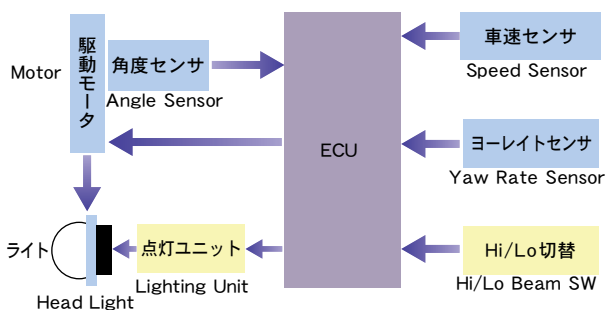 駆動モータ
Motor
角度センサ
Angle Sensor
ECU
車速センサ
Speed Sensor
ヨーレイトセンサ
Yaw Rate Sensor
ライト
Head Light
点灯ユニット
Lighting Unit
Hi/Lo切替
Hi/Lo Beam SW